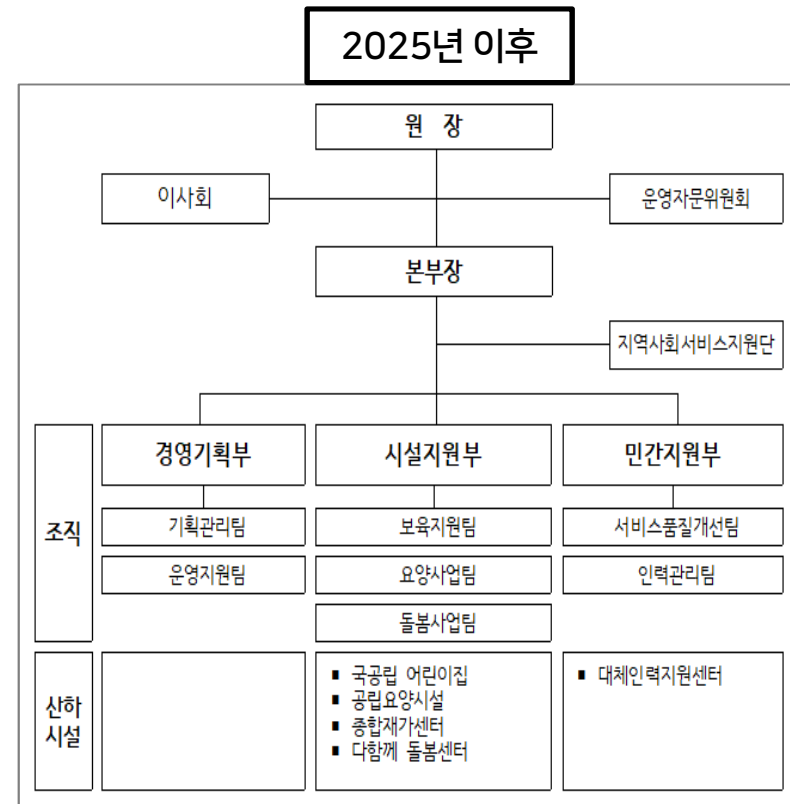 2025년 이후
원 장
이사회
운영자문위원회
본부장
지역사회서비스지원단
조직
경영기획부
시설지원부
민간지원부
기획관리팀
보육지원팀
서비스품질개선팀
운영지원팀
요양사업팀
인력관리팀
돌봄사업팀
산하
시설
▪ 국공립 어린이집
▪ 공립요양시설
▪ 종합재가센터
▪ 다함께 돌봄센터
▪ 대체인력지원센터